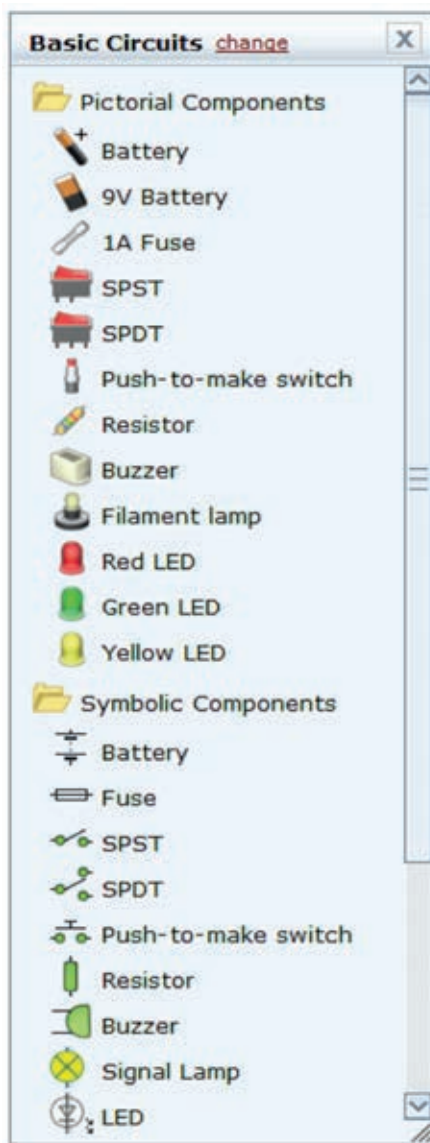 Basic Circuits change X
Pictorial Components
Battery
9V Battery
1A Fuse
SPST
SPDT
Push-to-make switch
Resistor
Buzzer
Filament lamp
Red LED
Green LED
Yellow LED
Symbolic Components
Battery
Fuse
SPST
SPDT
Push-to-make switch
Resistor
Buzzer
Signal Lamp
LED